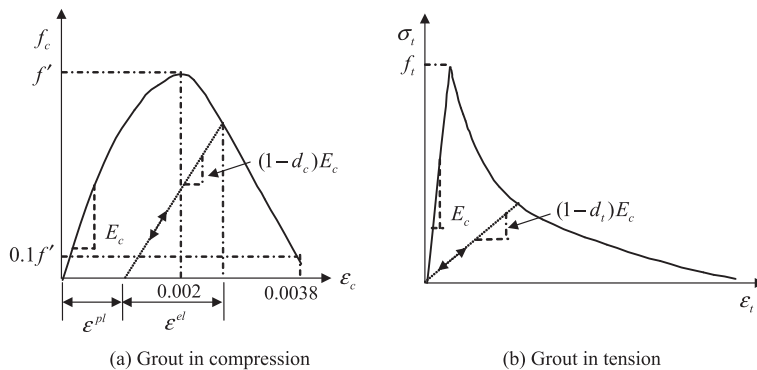 f_c
f'
(1−d_c)E_c
E_c
0.1f'
0.002
0.0038
ε_c
ε^{pl}
ε^{el}
(a) Grout in compression
σ_t
f_t
E_c
(1−d_t)E_c
ε_t
(b) Grout in tension